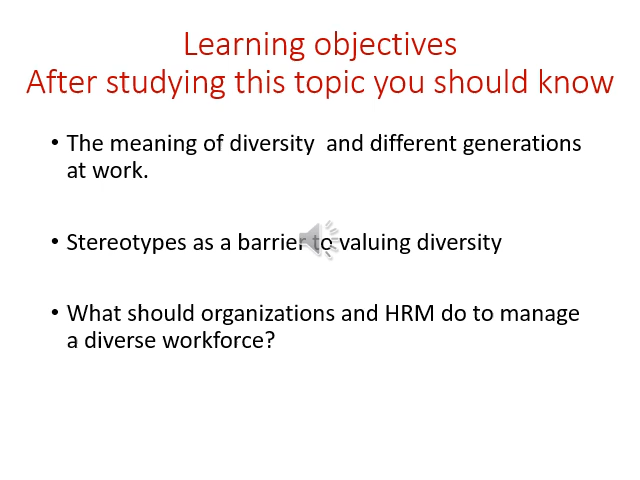 Learning objectives
After studying this topic you should know
• The meaning of diversity  and different generations
at work.
• Stereotypes as a barrier to valuing diversity
• What should organizations and HRM do to manage
a diverse workforce?